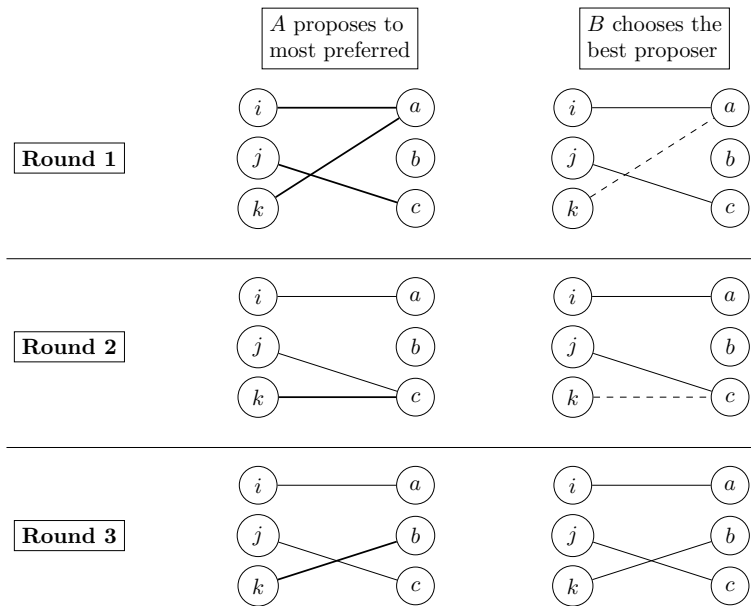 A proposes to
most preferred
B chooses the
best proposer
Round 1
i a i a
j b j b
k c k c
Round 2
i a i a
j b j b
k c k c
Round 3
i a i a
j b j b
k c k c